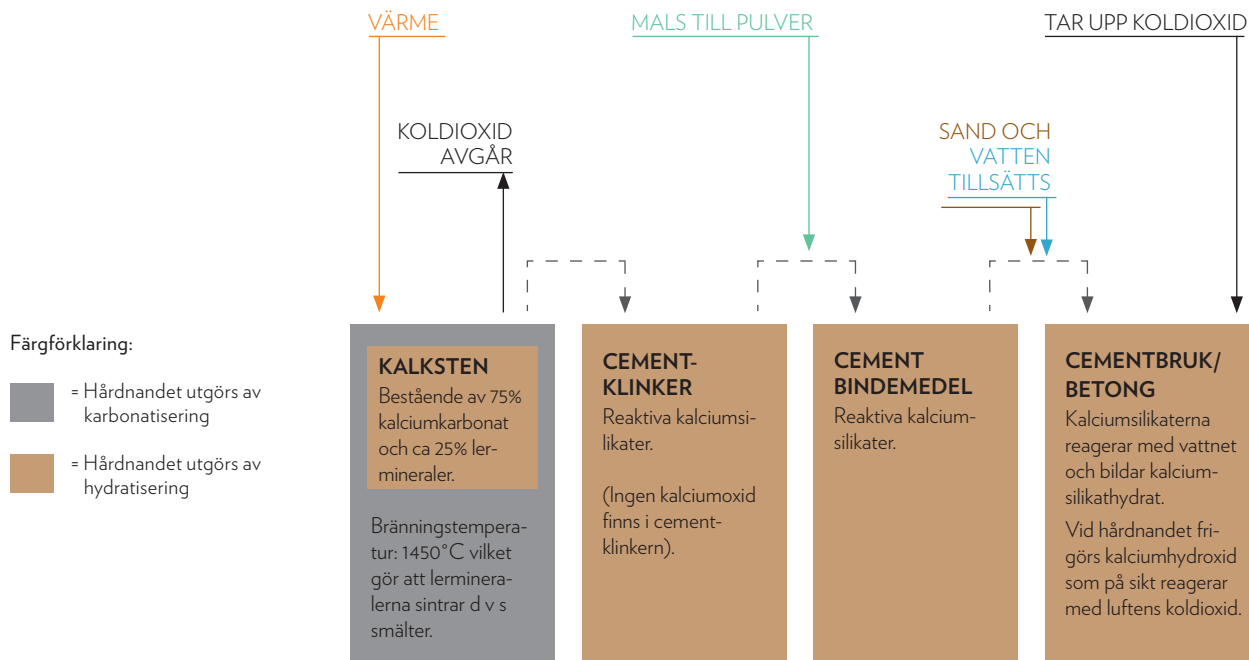 VÄRME
MALS TILL PULVER
TAR UPP KOLDIOXID
KOLDIOXID
AVGÅR
SAND OCH
VATTEN
TILLSÄTTS
Färgförklaring:
= Hårdnandet utgörs av
karbonatisering
= Hårdnandet utgörs av
hydratisering
KALKSTEN
Bestående av 75%
kalciumkarbonat
och ca 25% ler-
mineraler.
Bränningstempera-
tur: 1450°C vilket
gör att lerminera-
lerna sintrar d v s
smälter.
CEMENT-
KLINKER
Reaktiva kalciumsi-
likater.
(Ingen kalciumoxid
finns i cement-
klinkern).
CEMENT
BINDEMEDEL
Reaktiva kalcium-
silikater.
CEMENTBRUK/
BETONG
Kalciumsilikaterna
reagerar med vattnet
och bildar kalcium-
silikathydrat.
Vid hårdnandet fri-
görs kalciumhydroxid
som på sikt reagerar
med luftens koldioxid.